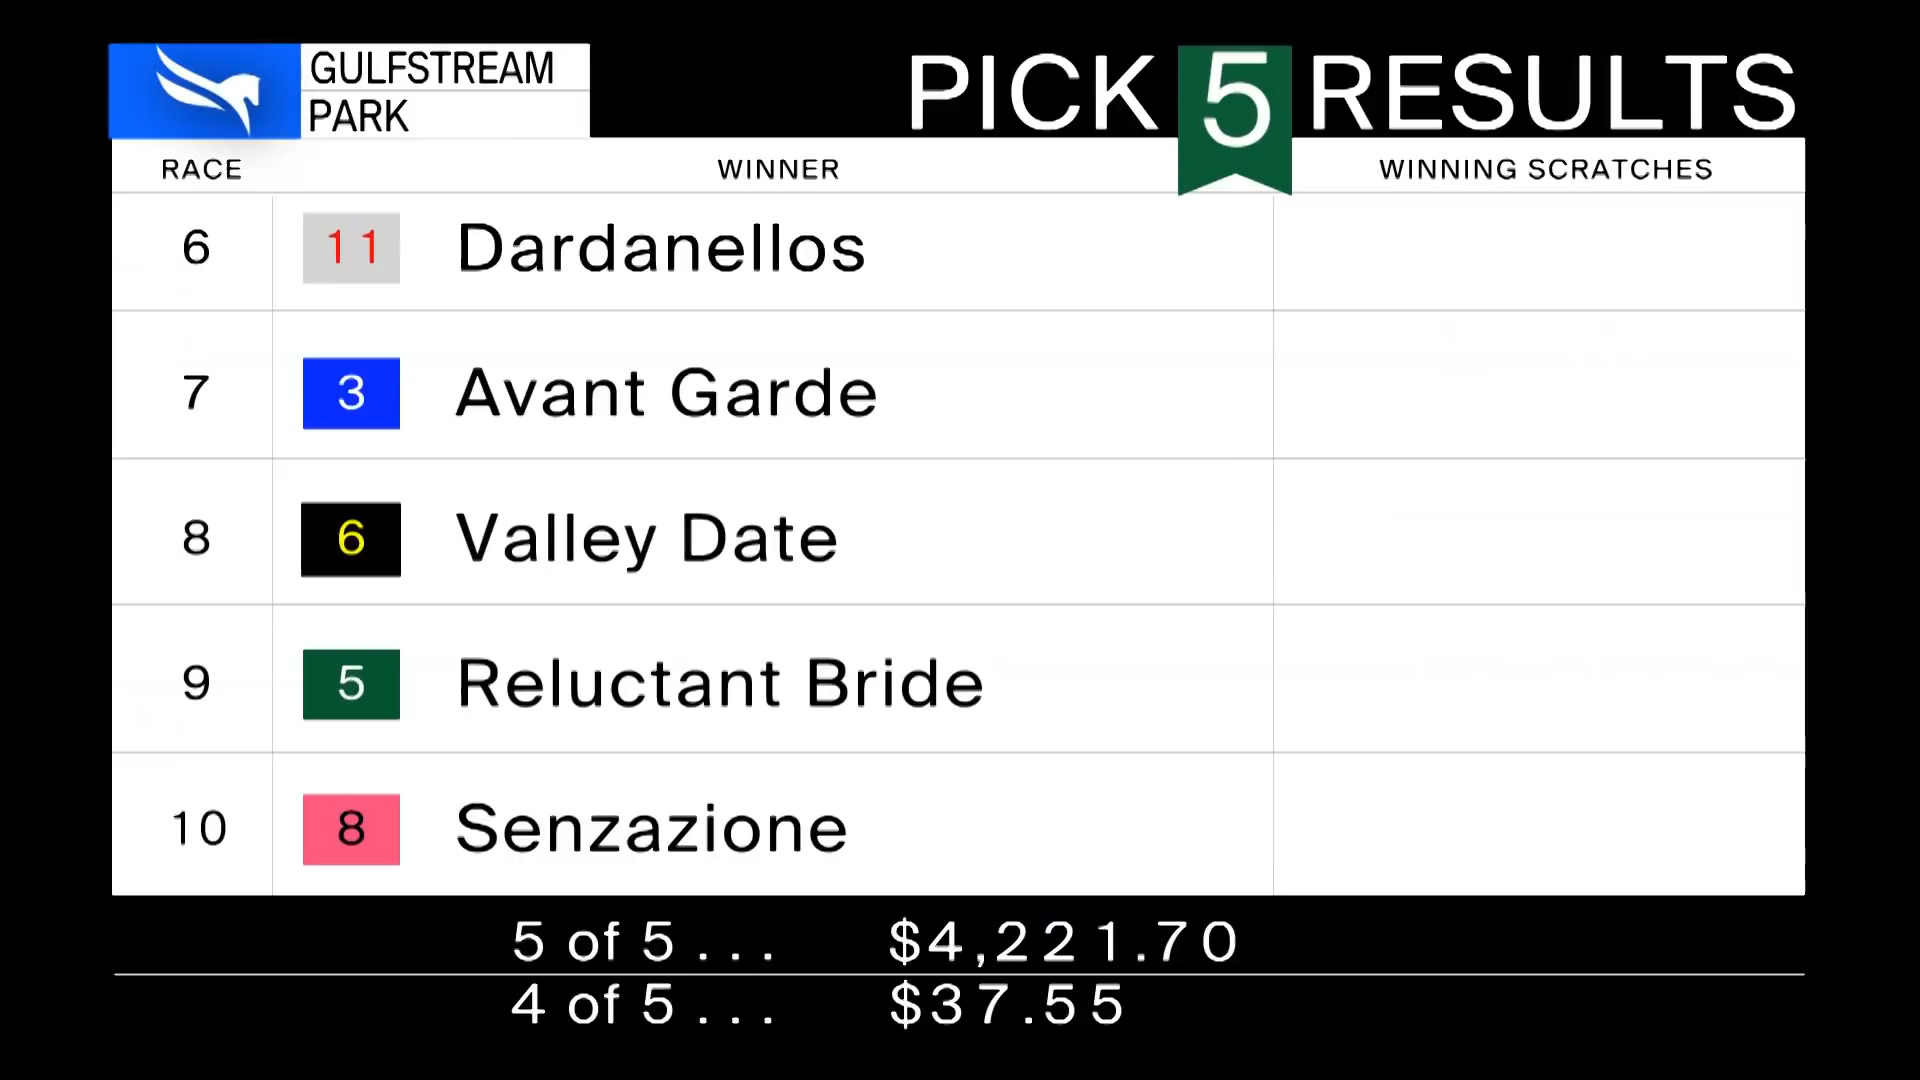 GULFSTREAM
PARK
PICK 5 RESULTS
RACE WINNER WINNING SCRATCHES
6 11 Dardanellos
7 3 Avant Garde
8 6 Valley Date
9 5 Reluctant Bride
10 8 Senzazione
5 of 5 . . . $4,221.70
4 of 5 . . . $37.55